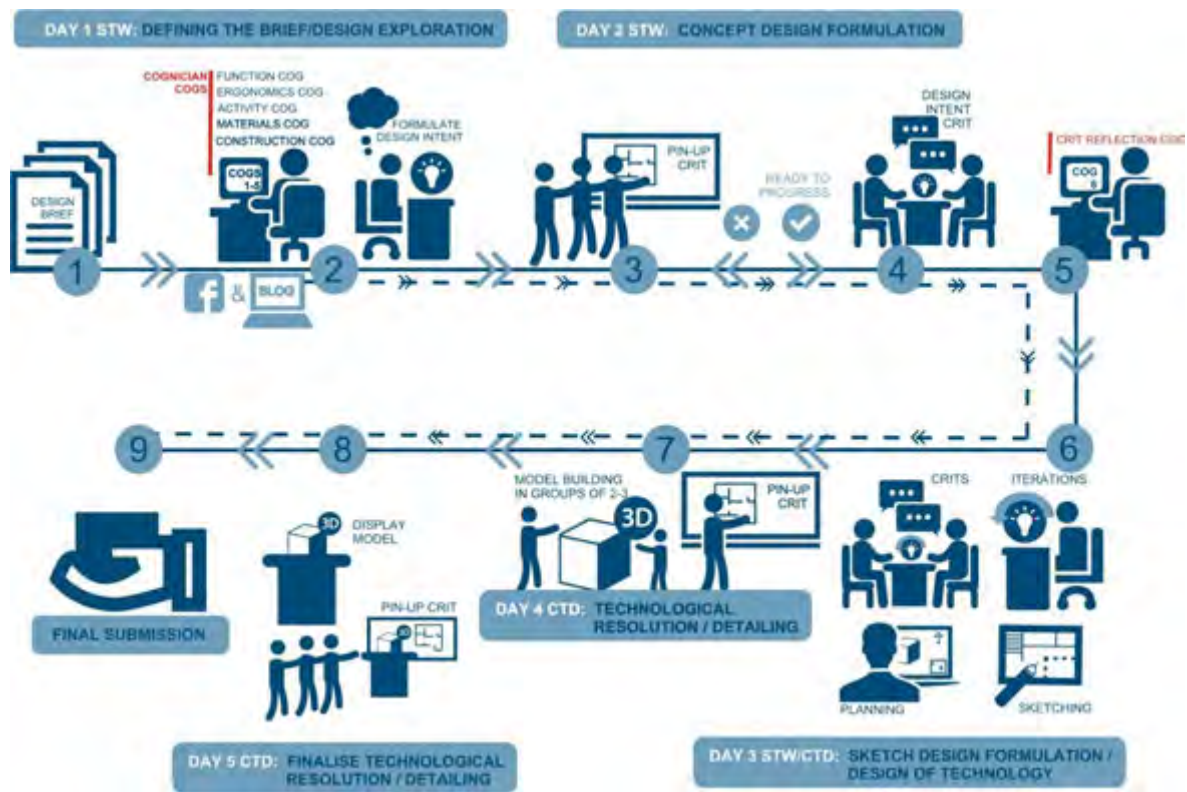 DAY 1 STW: DEFINING THE BRIEF/DESIGN EXPLORATION
DAY 2 STW: CONCEPT DESIGN FORMULATION
COGNICIAN
COGS
FUNCTION COG
ERGONOMICS COG
ACTIVITY COG
MATERIALS COG
CONSTRUCTION COG
COGS
1-5
FORMULATE
DESIGN INTENT
DESIGN
BRIEF
PIN-UP
CRIT
READY TO
PROGRESS
DESIGN
INTENT
CRIT
CRIT REFLECTION COG
COG
6
1
2
3
4
5
f
&
BLOG
9
8
7
6
MODEL BUILDING
IN GROUPS OF 2-3
3D
PIN-UP
CRIT
CRITS
ITERATIONS
3D
DISPLAY
MODEL
PIN-UP CRIT
3D
FINAL SUBMISSION
DAY 4 CTD: TECHNOLOGICAL
RESOLUTION / DETAILING
PLANNING
SKETCHING
DAY 5 CTD: FINALISE TECHNOLOGICAL
RESOLUTION / DETAILING
DAY 3 STW/CTD: SKETCH DESIGN FORMULATION /
DESIGN OF TECHNOLOGY